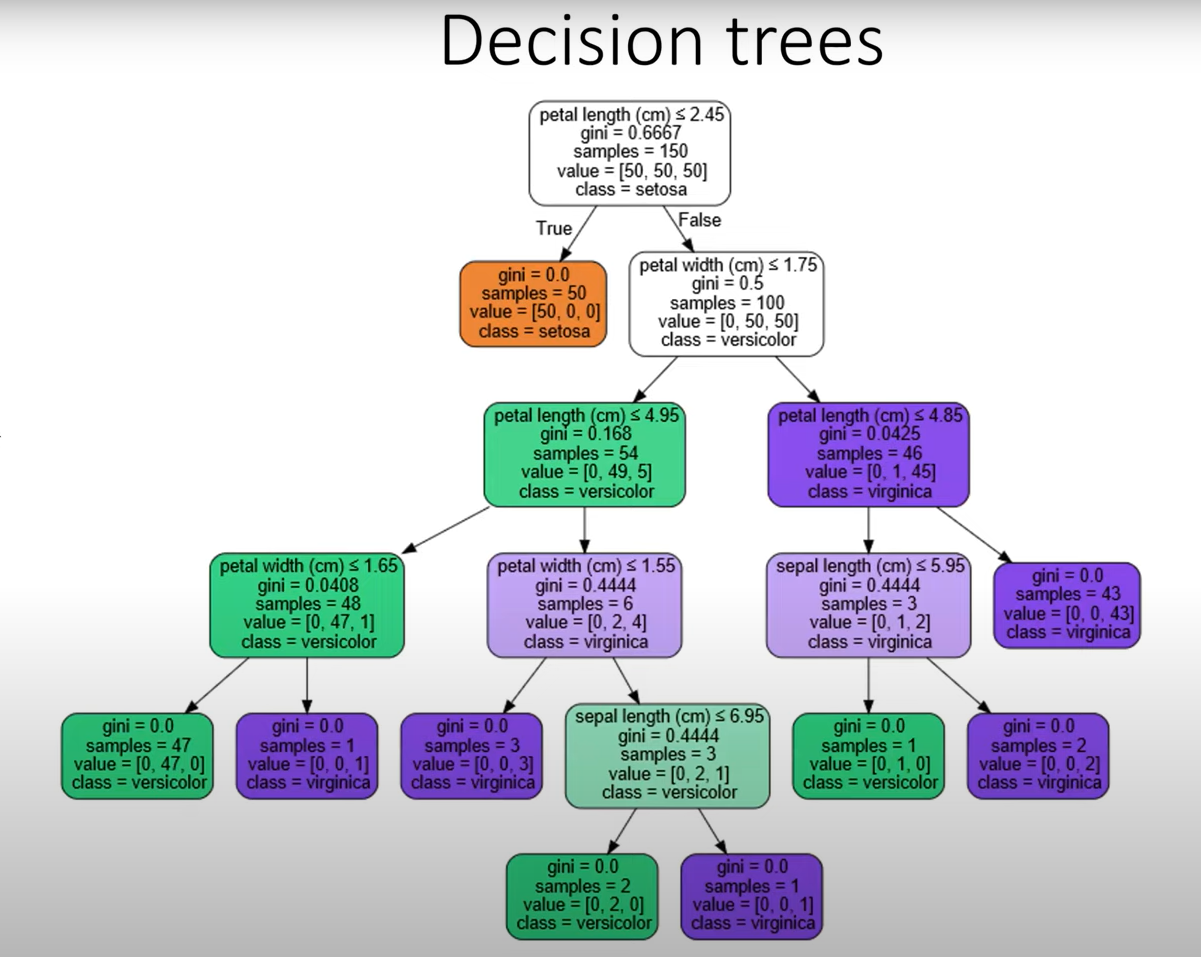 Decision trees
petal length (cm) ≤ 2.45
gini = 0.6667
samples = 150
value = [50, 50, 50]
class = setosa
True
False
gini = 0.0
samples = 50
value = [50, 0, 0]
class = setosa
petal width (cm) ≤ 1.75
gini = 0.5
samples = 100
value = [0, 50, 50]
class = versicolor
petal length (cm) ≤ 4.95
gini = 0.168
samples = 54
value = [0, 49, 5]
class = versicolor
petal length (cm) ≤ 4.85
gini = 0.0425
samples = 46
value = [0, 1, 45]
class = virginica
petal width (cm) ≤ 1.65
gini = 0.0408
samples = 48
value = [0, 47, 1]
class = versicolor
petal width (cm) ≤ 1.55
gini = 0.4444
samples = 6
value = [0, 2, 4]
class = virginica
sepal length (cm) ≤ 5.95
gini = 0.4444
samples = 3
value = [0, 1, 2]
class = virginica
gini = 0.0
samples = 43
value = [0, 0, 43]
class = virginica
gini = 0.0
samples = 47
value = [0, 47, 0]
class = versicolor
gini = 0.0
samples = 1
value = [0, 0, 1]
class = virginica
gini = 0.0
samples = 3
value = [0, 0, 3]
class = virginica
sepal length (cm) ≤ 6.95
gini = 0.4444
samples = 3
value = [0, 2, 1]
class = versicolor
gini = 0.0
samples = 1
value = [0, 1, 0]
class = versicolor
gini = 0.0
samples = 2
value = [0, 0, 2]
class = virginica
gini = 0.0
samples = 2
value = [0, 2, 0]
class = versicolor
gini = 0.0
samples = 1
value = [0, 0, 1]
class = virginica